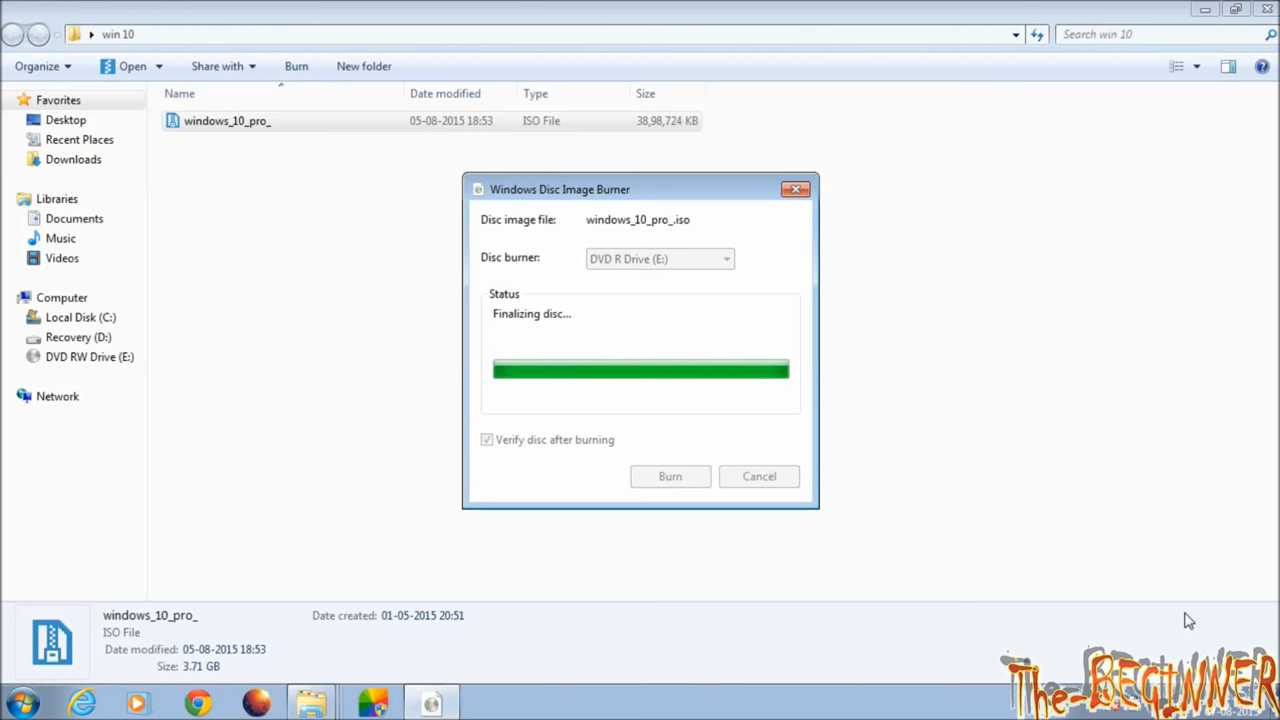 win 10
Search win 10
Organize
Open
Share with
Burn
New folder
Name
Date modified
Type
Size
Favorites
Desktop
Recent Places
Downloads
Libraries
Documents
Music
Videos
Computer
Local Disk (C:)
Recovery (D:)
DVD RW Drive (E:)
Network
windows_10_pro_
05-08-2015 18:53
ISO File
38,98,724 KB
Windows Disc Image Burner
Disc image file:
windows_10_pro_.iso
Disc burner:
DVD R Drive (E:)
Status
Finalizing disc...
Verify disc after burning
Burn
Cancel
windows_10_pro_
ISO File
Date modified: 05-08-2015 18:53
Size: 3.71 GB
Date created: 01-05-2015 20:51
The-BEGINNER